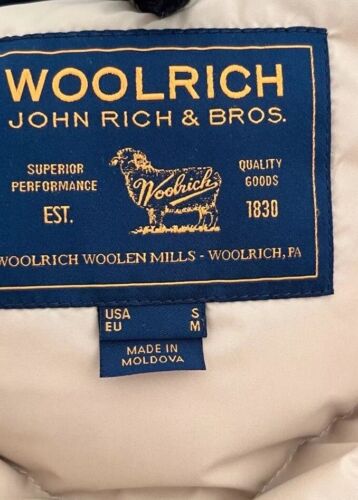 WOOLRICH
JOHN RICH & BROS.
SUPERIOR PERFORMANCE
Woolrich
QUALITY GOODS
EST.
1830
WOOLRICH WOOLEN MILLS - WOOLRICH, PA
USA S
EU M
MADE IN
MOLDOVA